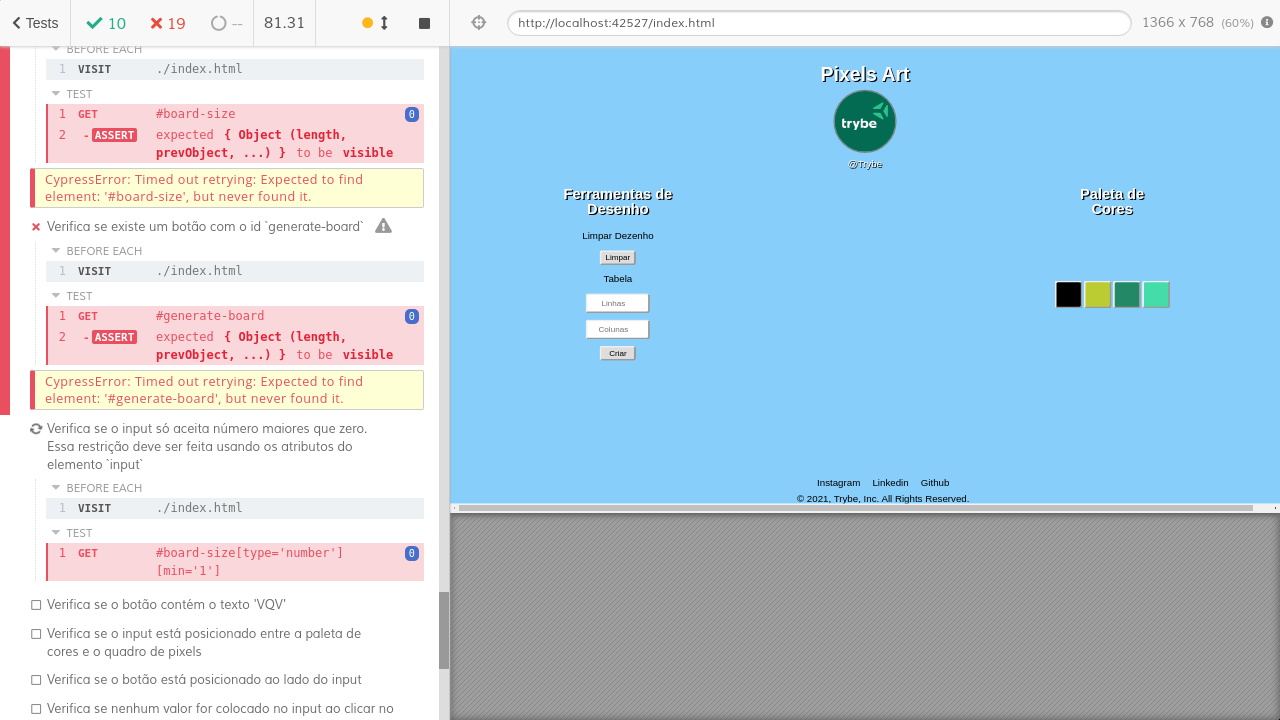 Tests
10
19
--
81.31
http://localhost:42527/index.html
1366 x 768 (60%)
BEFORE EACH
1 VISIT ./index.html
TEST
1 GET #board-size 0
2 -ASSERT expected { Object (length,
prevObject, ...) } to be visible
CypressError: Timed out retrying: Expected to find
element: '#board-size', but never found it.
Verifica se existe um botão com o id `generate-board`
BEFORE EACH
1 VISIT ./index.html
TEST
1 GET #generate-board 0
2 -ASSERT expected { Object (length,
prevObject, ...) } to be visible
CypressError: Timed out retrying: Expected to find
element: '#generate-board', but never found it.
Verifica se o input só aceita número maiores que zero.
Essa restrição deve ser feita usando os atributos do
elemento `input`
BEFORE EACH
1 VISIT ./index.html
TEST
1 GET #board-size[type='number'] 0
[min='1']
Verifica se o botão contém o texto 'VQV'
Verifica se o input está posicionado entre a paleta de
cores e o quadro de pixels
Verifica se o botão está posicionado ao lado do input
Verifica se nenhum valor for colocado no input ao clicar no
Pixels Art
trybe
@Trybe
Ferramentas de
Desenho
Limpar Dezenho
Limpar
Tabela
Linhas
Colunas
Criar
Paleta de
Cores
Instagram Linkedin Github
© 2021, Trybe, Inc. All Rights Reserved.